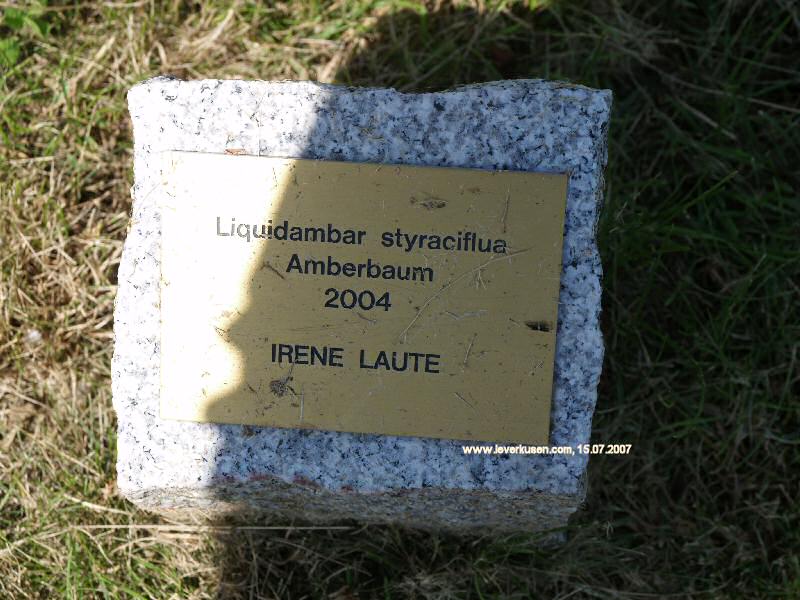 Liquidambar styraciflua
Amberbaum
2004
IRENE LAUTE
www.leverkusen.com, 15.07.2007